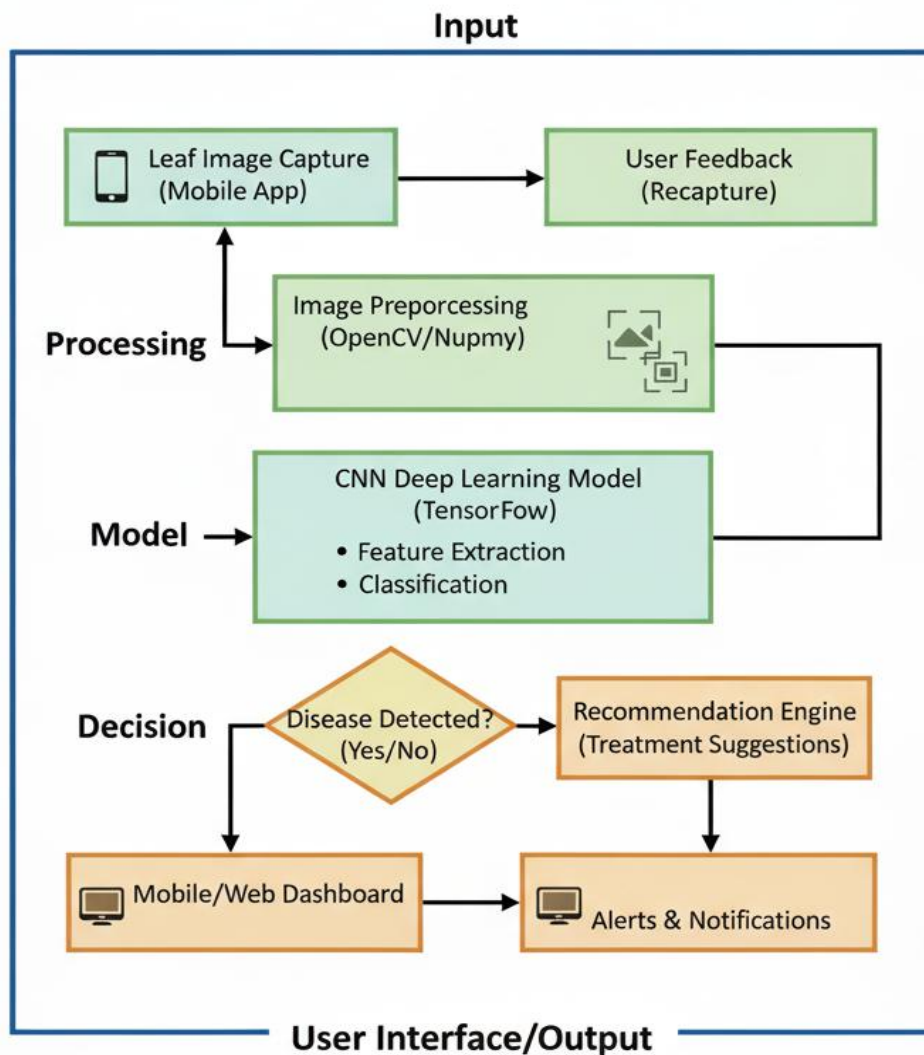 Input
Leaf Image Capture
(Mobile App)
User Feedback
(Recapture)
Processing
Image Preporcessing
(OpenCV/Nupmy)
Model
CNN Deep Learning Model
(TensorFow)
• Feature Extraction
• Classification
Decision
Disease Detected?
(Yes/No)
Recommendation Engine
(Treatment Suggestions)
Mobile/Web Dashboard
Alerts & Notifications
User Interface/Output